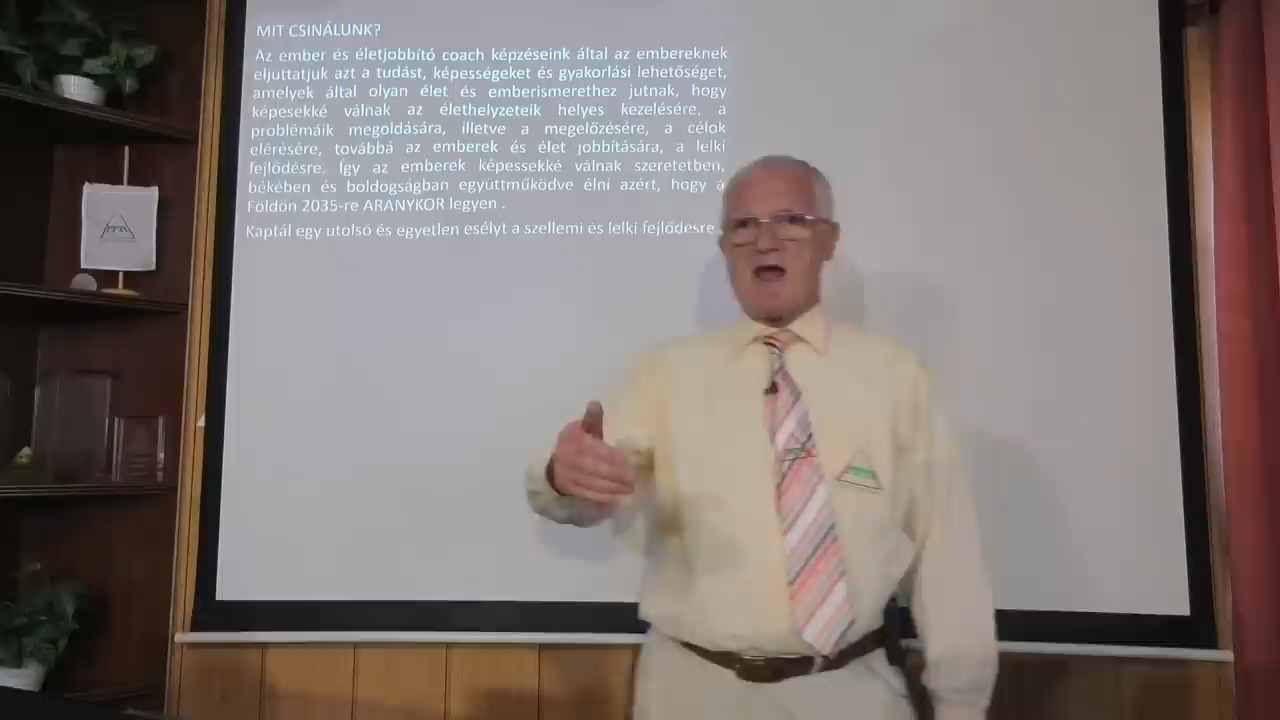 MIT CSINÁLUNK?
Az ember és életjobbító coach képzéseink által az embereknek
eljuttatjuk azt a tudást, képességeket és gyakorlási lehetőséget,
amelyek által olyan élet és emberismerethez jutnak, hogy
képesekké válnak az élethelyzeteik helyes kezelésére, a
problémáik megoldására, illetve a megelőzésére, a célok
elérésére, továbbá az emberek és élet jobbítására, a lelki
fejlődésre. Így az emberek képessekké válnak szeretetben,
békében és boldogságban együttműködve élni azért, hogy a
Földön 2035-re ARANYKOR legyen .
Kaptál egy utolsó és egyetlen esélyt a szellemi és lelki fejlődésre